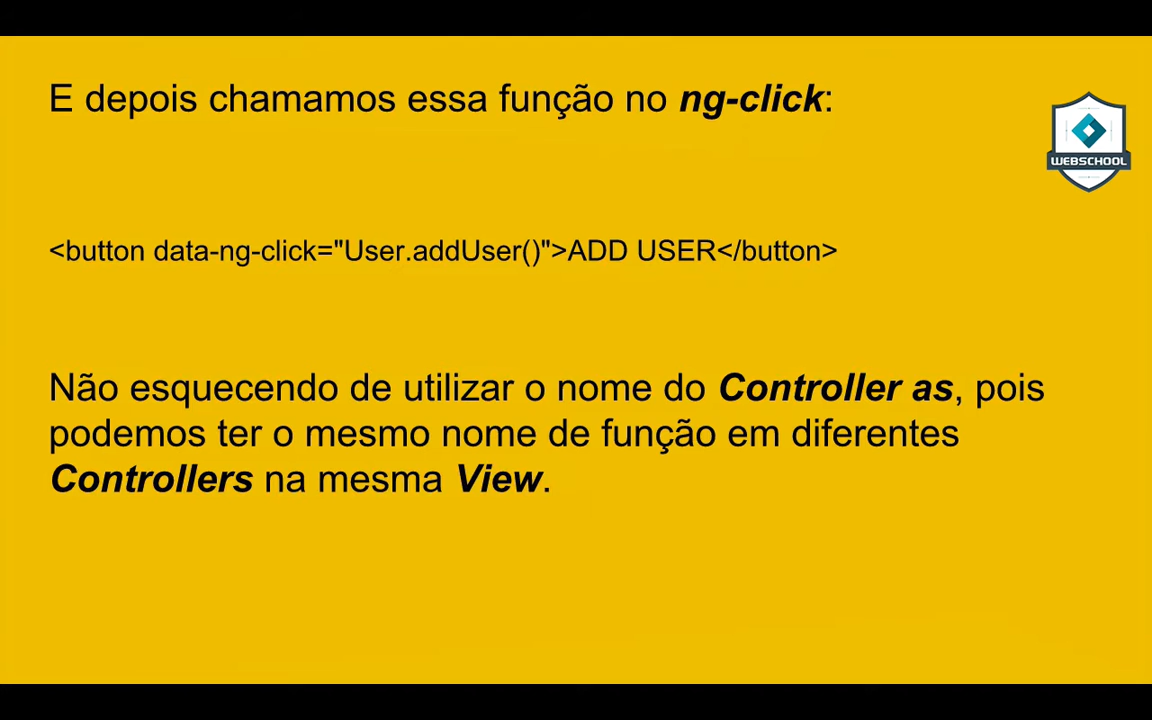 E depois chamamos essa função no ng-click:
WEBSCHOOL
<button data-ng-click="User.addUser()">ADD USER</button>
Não esquecendo de utilizar o nome do Controller as, pois
podemos ter o mesmo nome de função em diferentes
Controllers na mesma View.